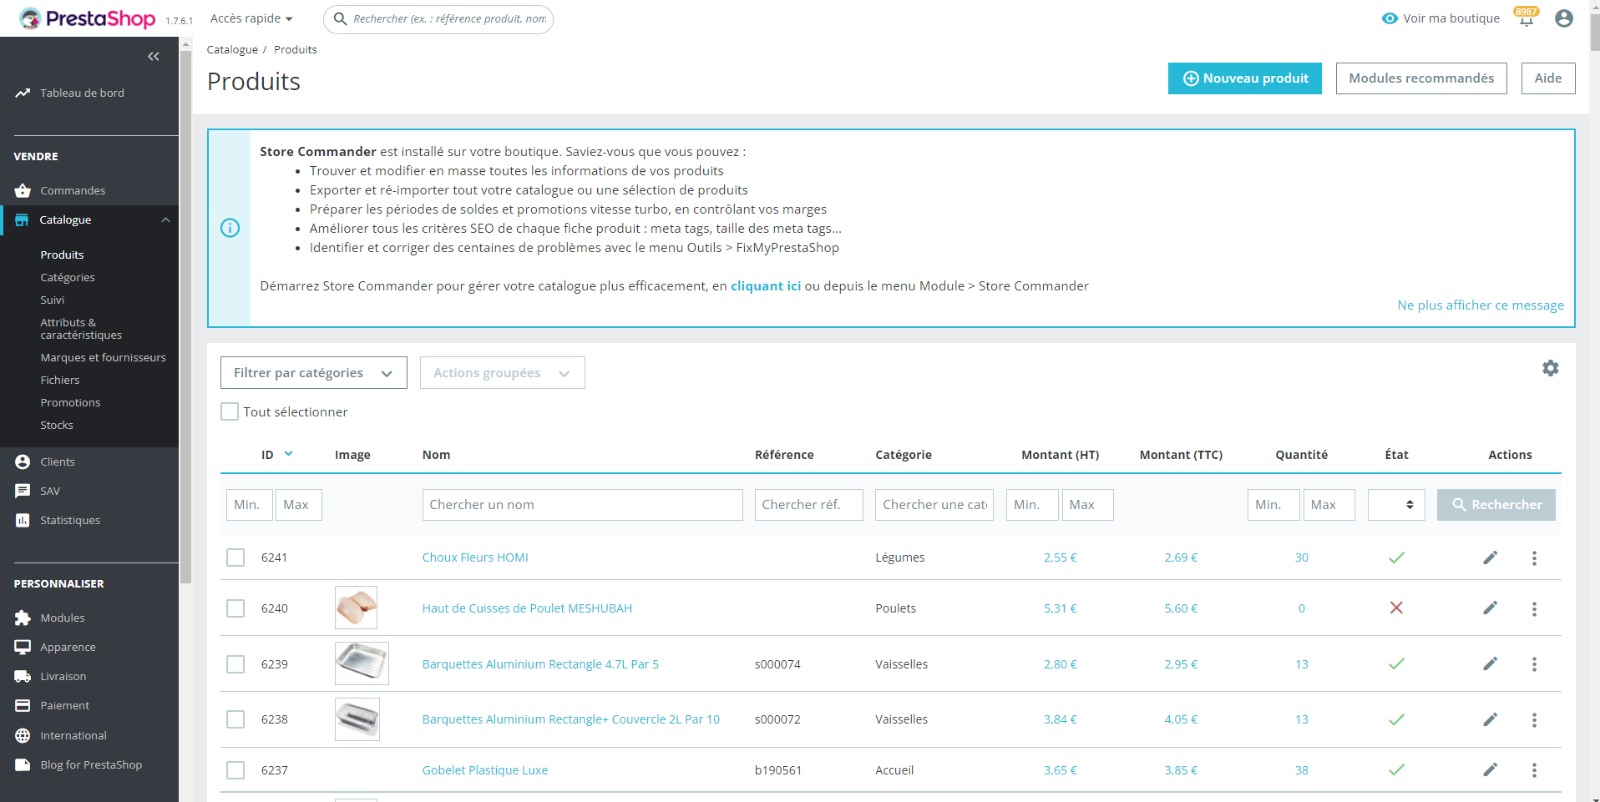 PrestaShop 1.7.6.1 Accès rapide Rechercher (ex. : référence produit, nom Voir ma boutique 8987
Catalogue / Produits
Produits
Nouveau produit Modules recommandés Aide
Tableau de bord
VENDRE
Commandes
Catalogue
Produits
Catégories
Suivi
Attributs &
caractéristiques
Marques et fournisseurs
Fichiers
Promotions
Stocks
Clients
SAV
Statistiques
PERSONNALISER
Modules
Apparence
Livraison
Paiement
International
Blog for PrestaShop
Store Commander est installé sur votre boutique. Saviez-vous que vous pouvez :
• Trouver et modifier en masse toutes les informations de vos produits
• Exporter et ré-importer tout votre catalogue ou une sélection de produits
• Préparer les périodes de soldes et promotions vitesse turbo, en contrôlant vos marges
• Améliorer tous les critères SEO de chaque fiche produit : meta tags, taille des meta tags...
• Identifier et corriger des centaines de problèmes avec le menu Outils > FixMyPrestaShop
Démarrez Store Commander pour gérer votre catalogue plus efficacement, en cliquant ici ou depuis le menu Module > Store Commander
Ne plus afficher ce message
Filtrer par catégories Actions groupées
Tout sélectionner
ID Image Nom Référence Catégorie Montant (HT) Montant (TTC) Quantité État Actions
Min. Max Chercher un nom Chercher réf. Chercher une cat Min. Max Min. Max Rechercher
6241 Choux Fleurs HOMI Légumes 2,55 € 2,69 € 30
6240 Haut de Cuisses de Poulet MESHUBAH Poulets 5,31 € 5,60 € 0
6239 Barquettes Aluminium Rectangle 4.7L Par 5 s000074 Vaisselles 2,80 € 2,95 € 13
6238 Barquettes Aluminium Rectangle+ Couvercle 2L Par 10 s000072 Vaisselles 3,84 € 4,05 € 13
6237 Gobelet Plastique Luxe b190561 Accueil 3,65 € 3,85 € 38